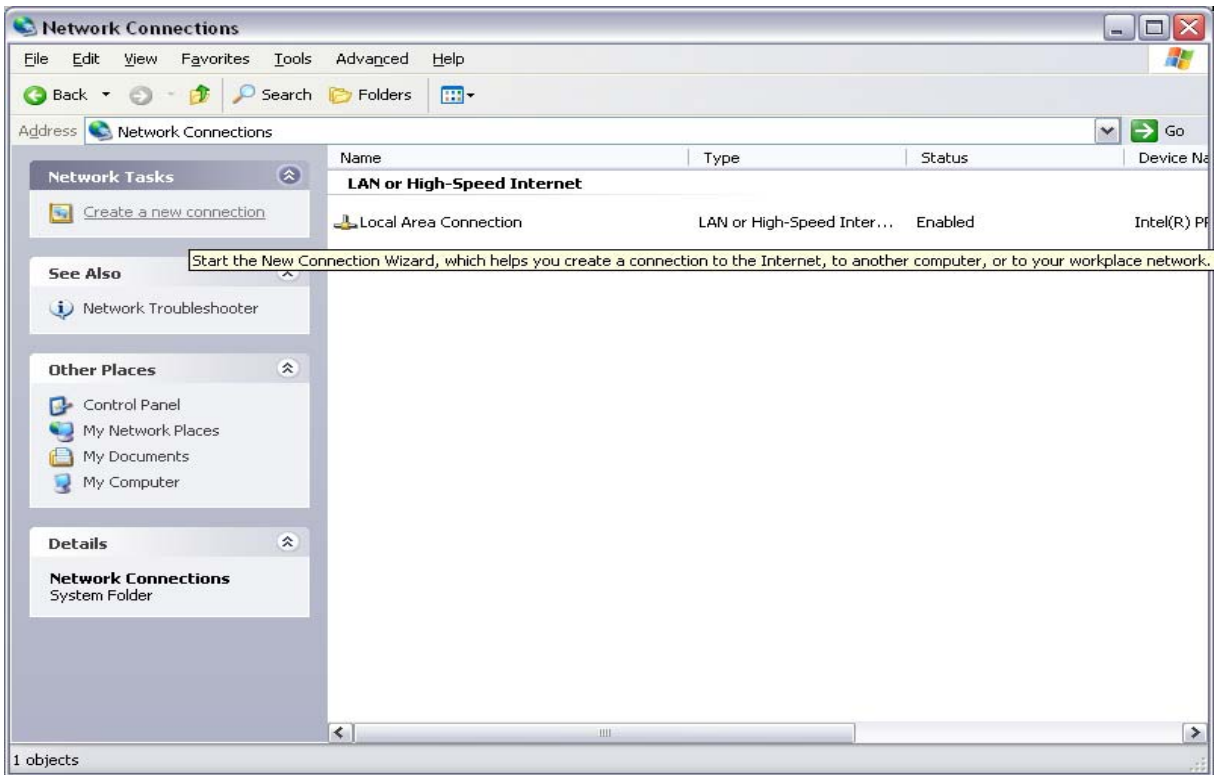 Network Connections
File Edit View Favorites Tools Advanced Help
Back Search Folders
Address Network Connections Go
Name Type Status Device Na
Network Tasks
Create a new connection
LAN or High-Speed Internet
Local Area Connection LAN or High-Speed Inter... Enabled Intel(R) PR
Start the New Connection Wizard, which helps you create a connection to the Internet, to another computer, or to your workplace network.
See Also
Network Troubleshooter
Other Places
Control Panel
My Network Places
My Documents
My Computer
Details
Network Connections
System Folder
1 objects